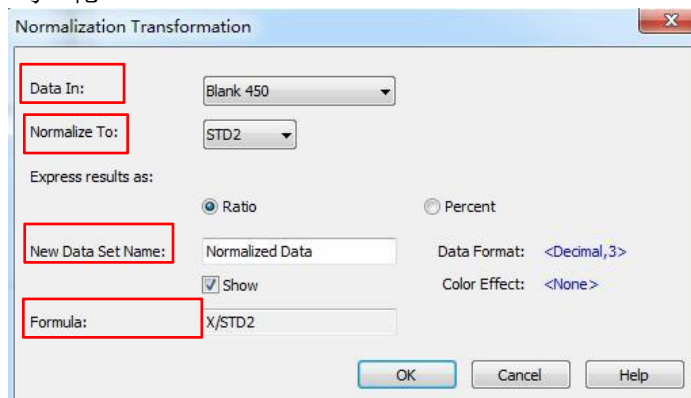 Normalization Transformation
Data In: Blank 450
Normalize To: STD2
Express results as:
Ratio Percent
New Data Set Name: Normalized Data Data Format: <Decimal,3>
Show Color Effect: <None>
Formula: X/STD2
OK Cancel Help